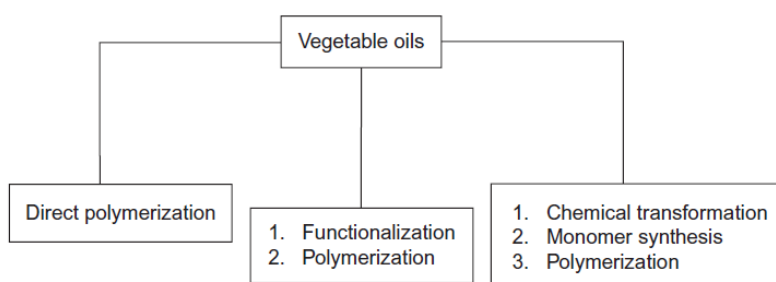 Vegetable oils
Direct polymerization
1. Functionalization
2. Polymerization
1. Chemical transformation
2. Monomer synthesis
3. Polymerization